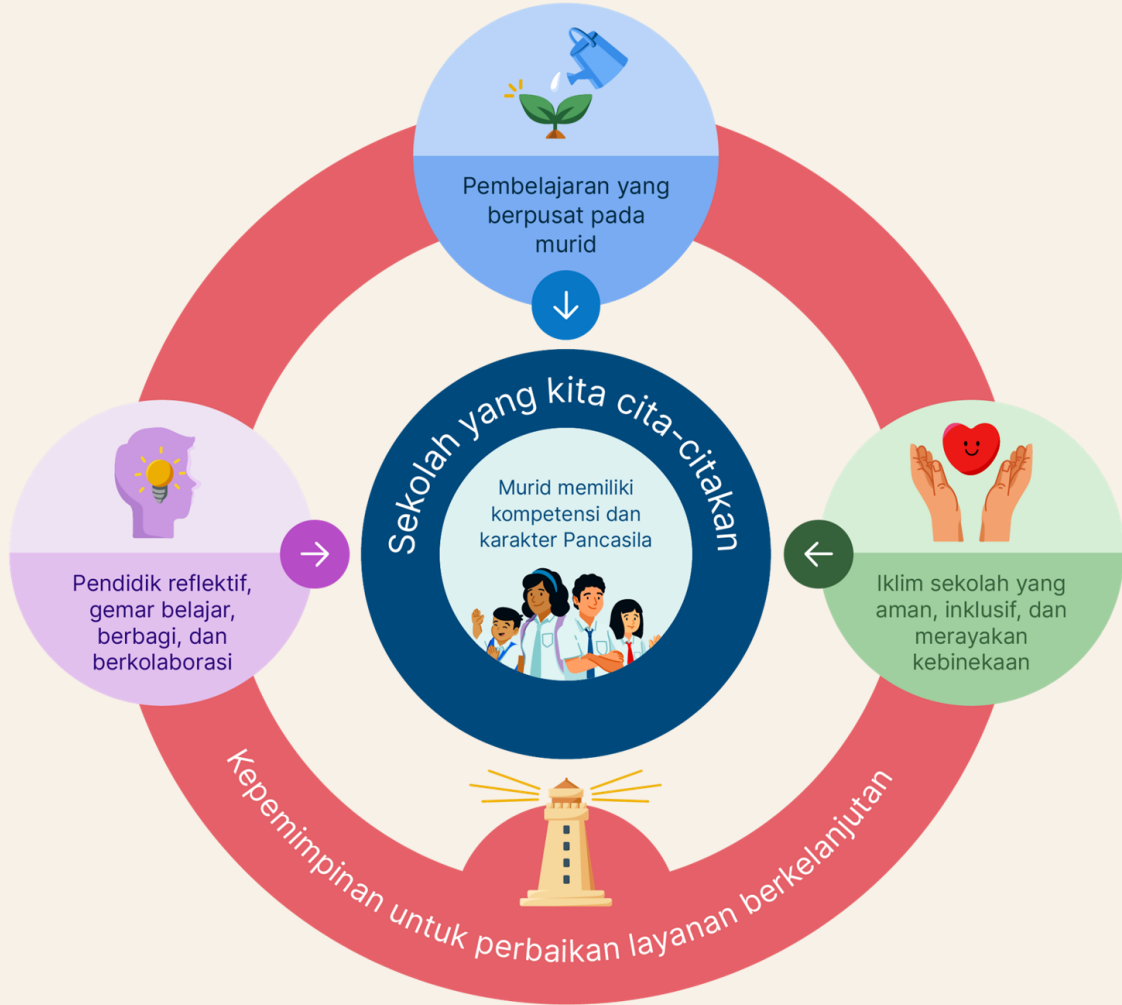 Pembelajaran yang
berpusat pada
murid
Sekolah yang kita cita-citakan
Murid memiliki
kompetensi dan
karakter Pancasila
Pendidik reflektif,
gemar belajar,
berbagi, dan
berkolaborasi
Iklim sekolah yang
aman, inklusif, dan
merayakan
kebinekaan
Kepemimpinan untuk perbaikan layanan berkelanjutan